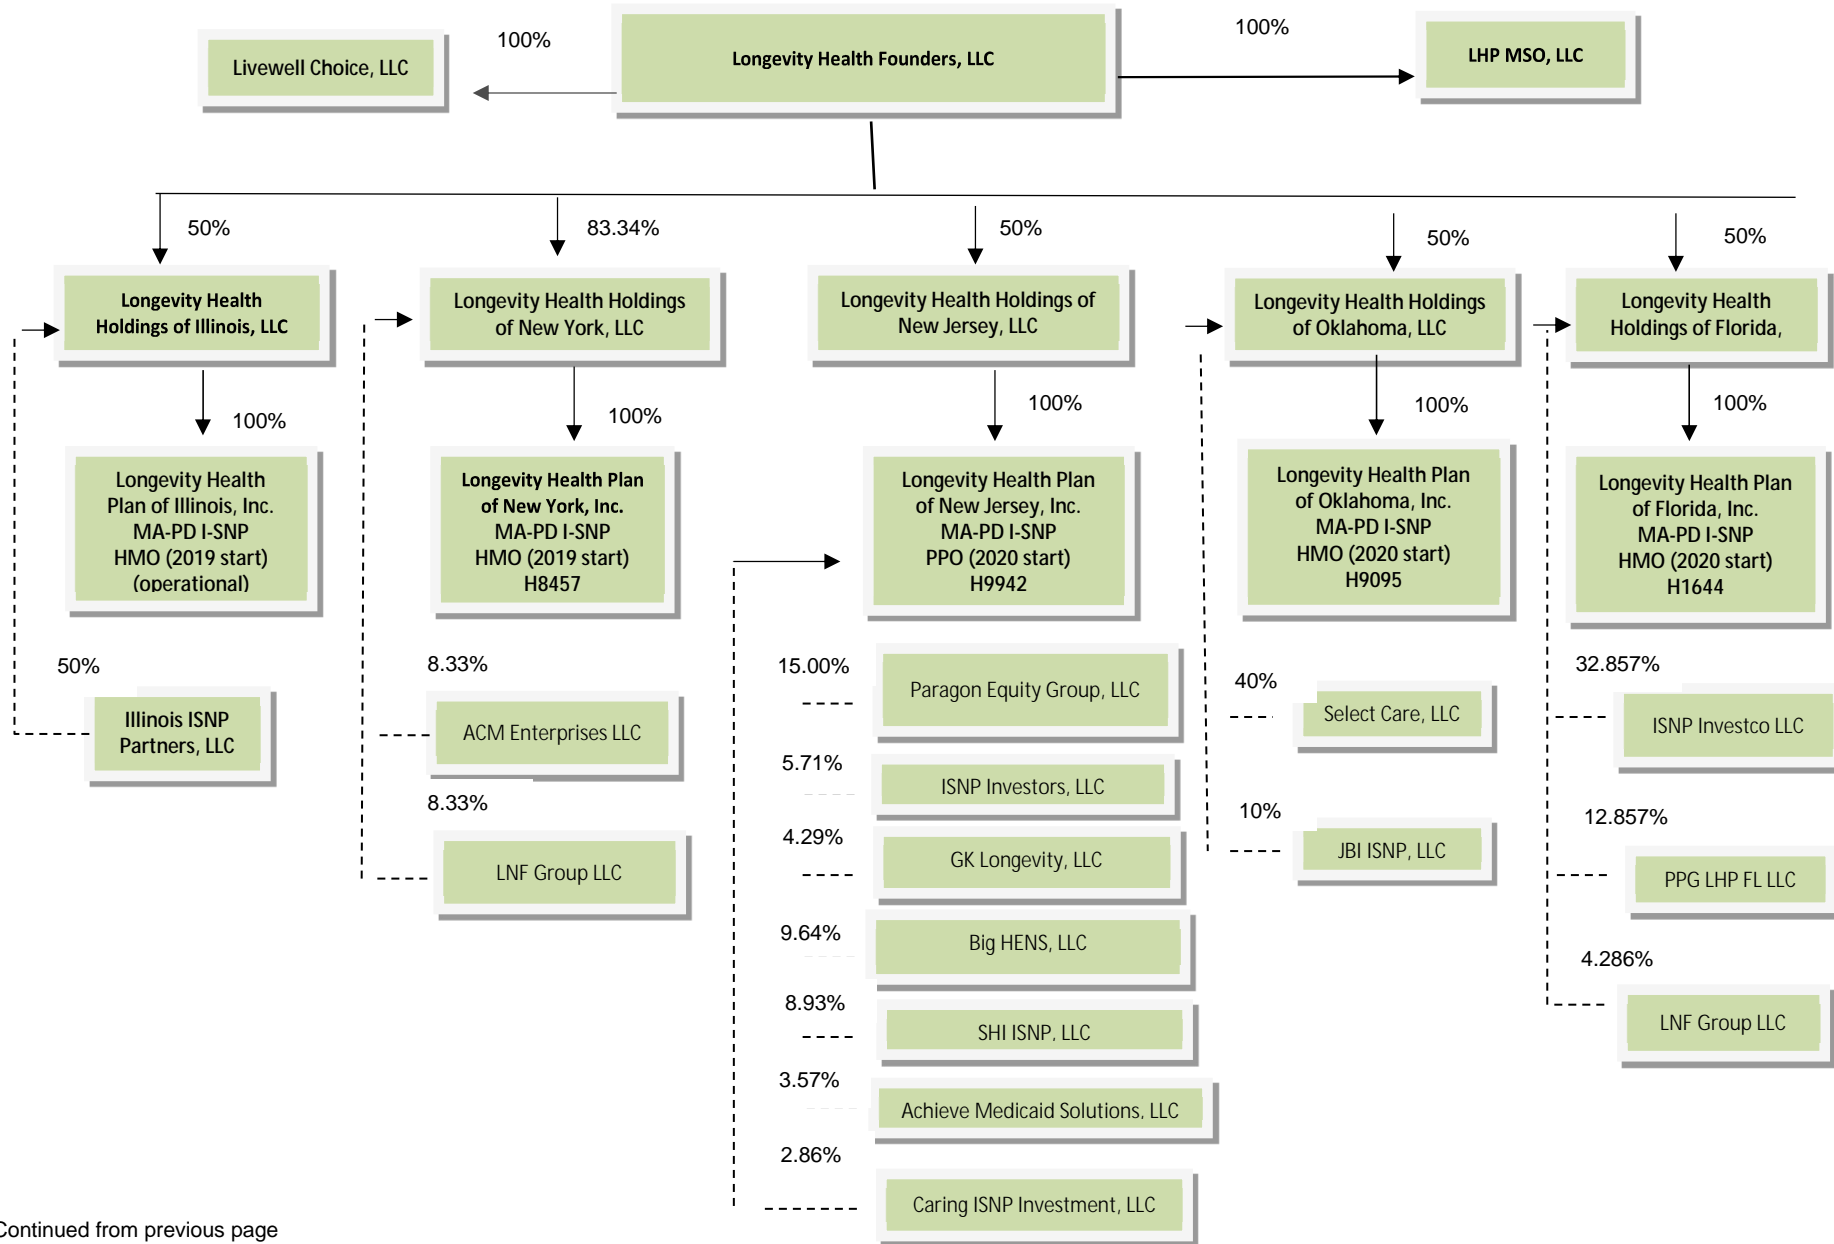 100%
Longevity Health Founders, LLC
100%
Livewell Choice, LLC
LHP MSO, LLC
50%
83.34%
50%
50%
50%
Longevity Health
Holdings of Illinois, LLC
Longevity Health Holdings
of New York, LLC
Longevity Health Holdings of
New Jersey, LLC
Longevity Health Holdings
of Oklahoma, LLC
Longevity Health
Holdings of Florida,
100%
100%
100%
100%
100%
Longevity Health
Plan of Illinois, Inc.
MA-PD I-SNP
HMO (2019 start)
(operational)
Longevity Health Plan
of New York, Inc.
MA-PD I-SNP
HMO (2019 start)
H8457
Longevity Health Plan
of New Jersey, Inc.
MA-PD I-SNP
PPO (2020 start)
H9942
Longevity Health Plan
of Oklahoma, Inc.
MA-PD I-SNP
HMO (2020 start)
H9095
Longevity Health Plan
of Florida, Inc.
MA-PD I-SNP
HMO (2020 start)
H1644
50%
Illinois ISNP
Partners, LLC
8.33%
ACM Enterprises LLC
8.33%
LNF Group LLC
15.00%
Paragon Equity Group, LLC
5.71%
ISNP Investors, LLC
4.29%
GK Longevity, LLC
9.64%
Big HENS, LLC
8.93%
SHI ISNP, LLC
3.57%
Achieve Medicaid Solutions, LLC
2.86%
Caring ISNP Investment, LLC
40%
Select Care, LLC
10%
JBI ISNP, LLC
32.857%
ISNP Investco LLC
12.857%
PPG LHP FL LLC
4.286%
LNF Group LLC
Continued from previous page